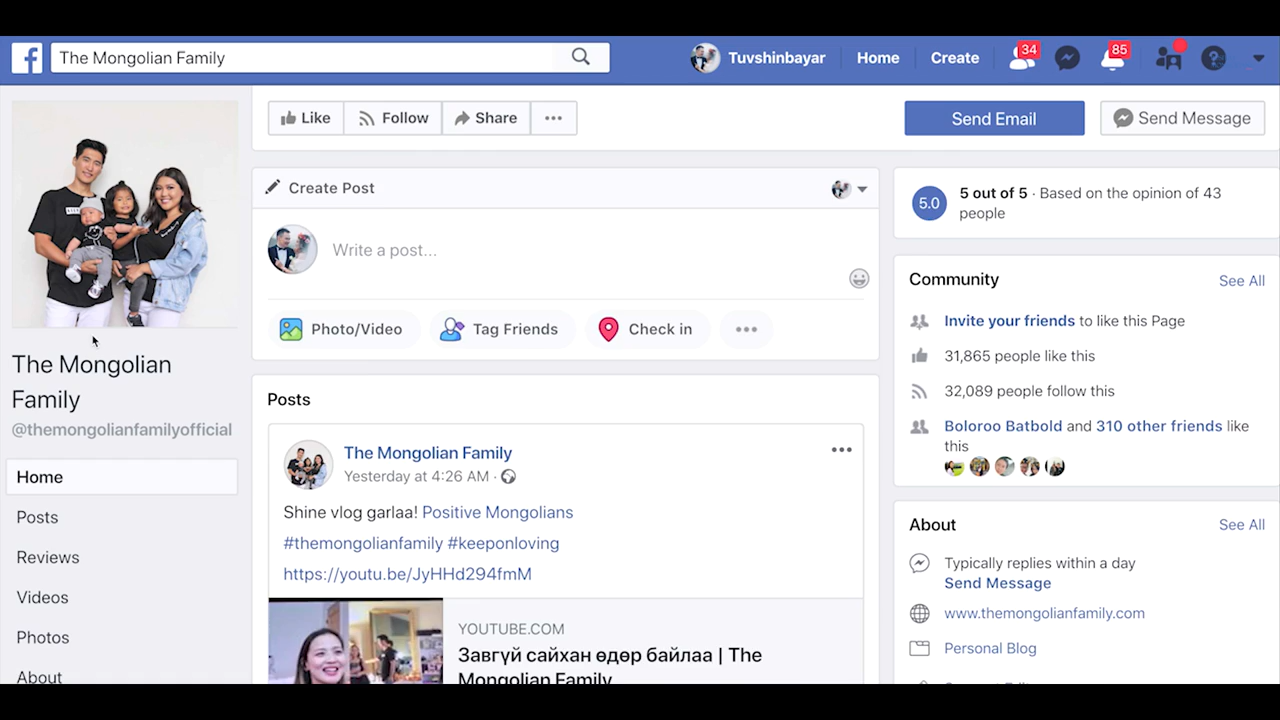 The Mongolian Family
Tuvshinbayar
Home
Create
34
85
The Mongolian
Family
@themongolianfamilyofficial
Home
Posts
Reviews
Videos
Photos
About
Like
Follow
Share
Send Email
Send Message
Create Post
Write a post...
Photo/Video
Tag Friends
Check in
Posts
The Mongolian Family
Yesterday at 4:26 AM ·
Shine vlog garlaa! Positive Mongolians
#themongolianfamily #keeponloving
https://youtu.be/JyHHd294fmM
YOUTUBE.COM
Завгүй сайхан өдөр байлаа | The
Mongolian Family
5.0
5 out of 5 · Based on the opinion of 43
people
Community
See All
Invite your friends to like this Page
31,865 people like this
32,089 people follow this
Boloroo Batbold and 310 other friends like
this
About
See All
Typically replies within a day
Send Message
www.themongolianfamily.com
Personal Blog